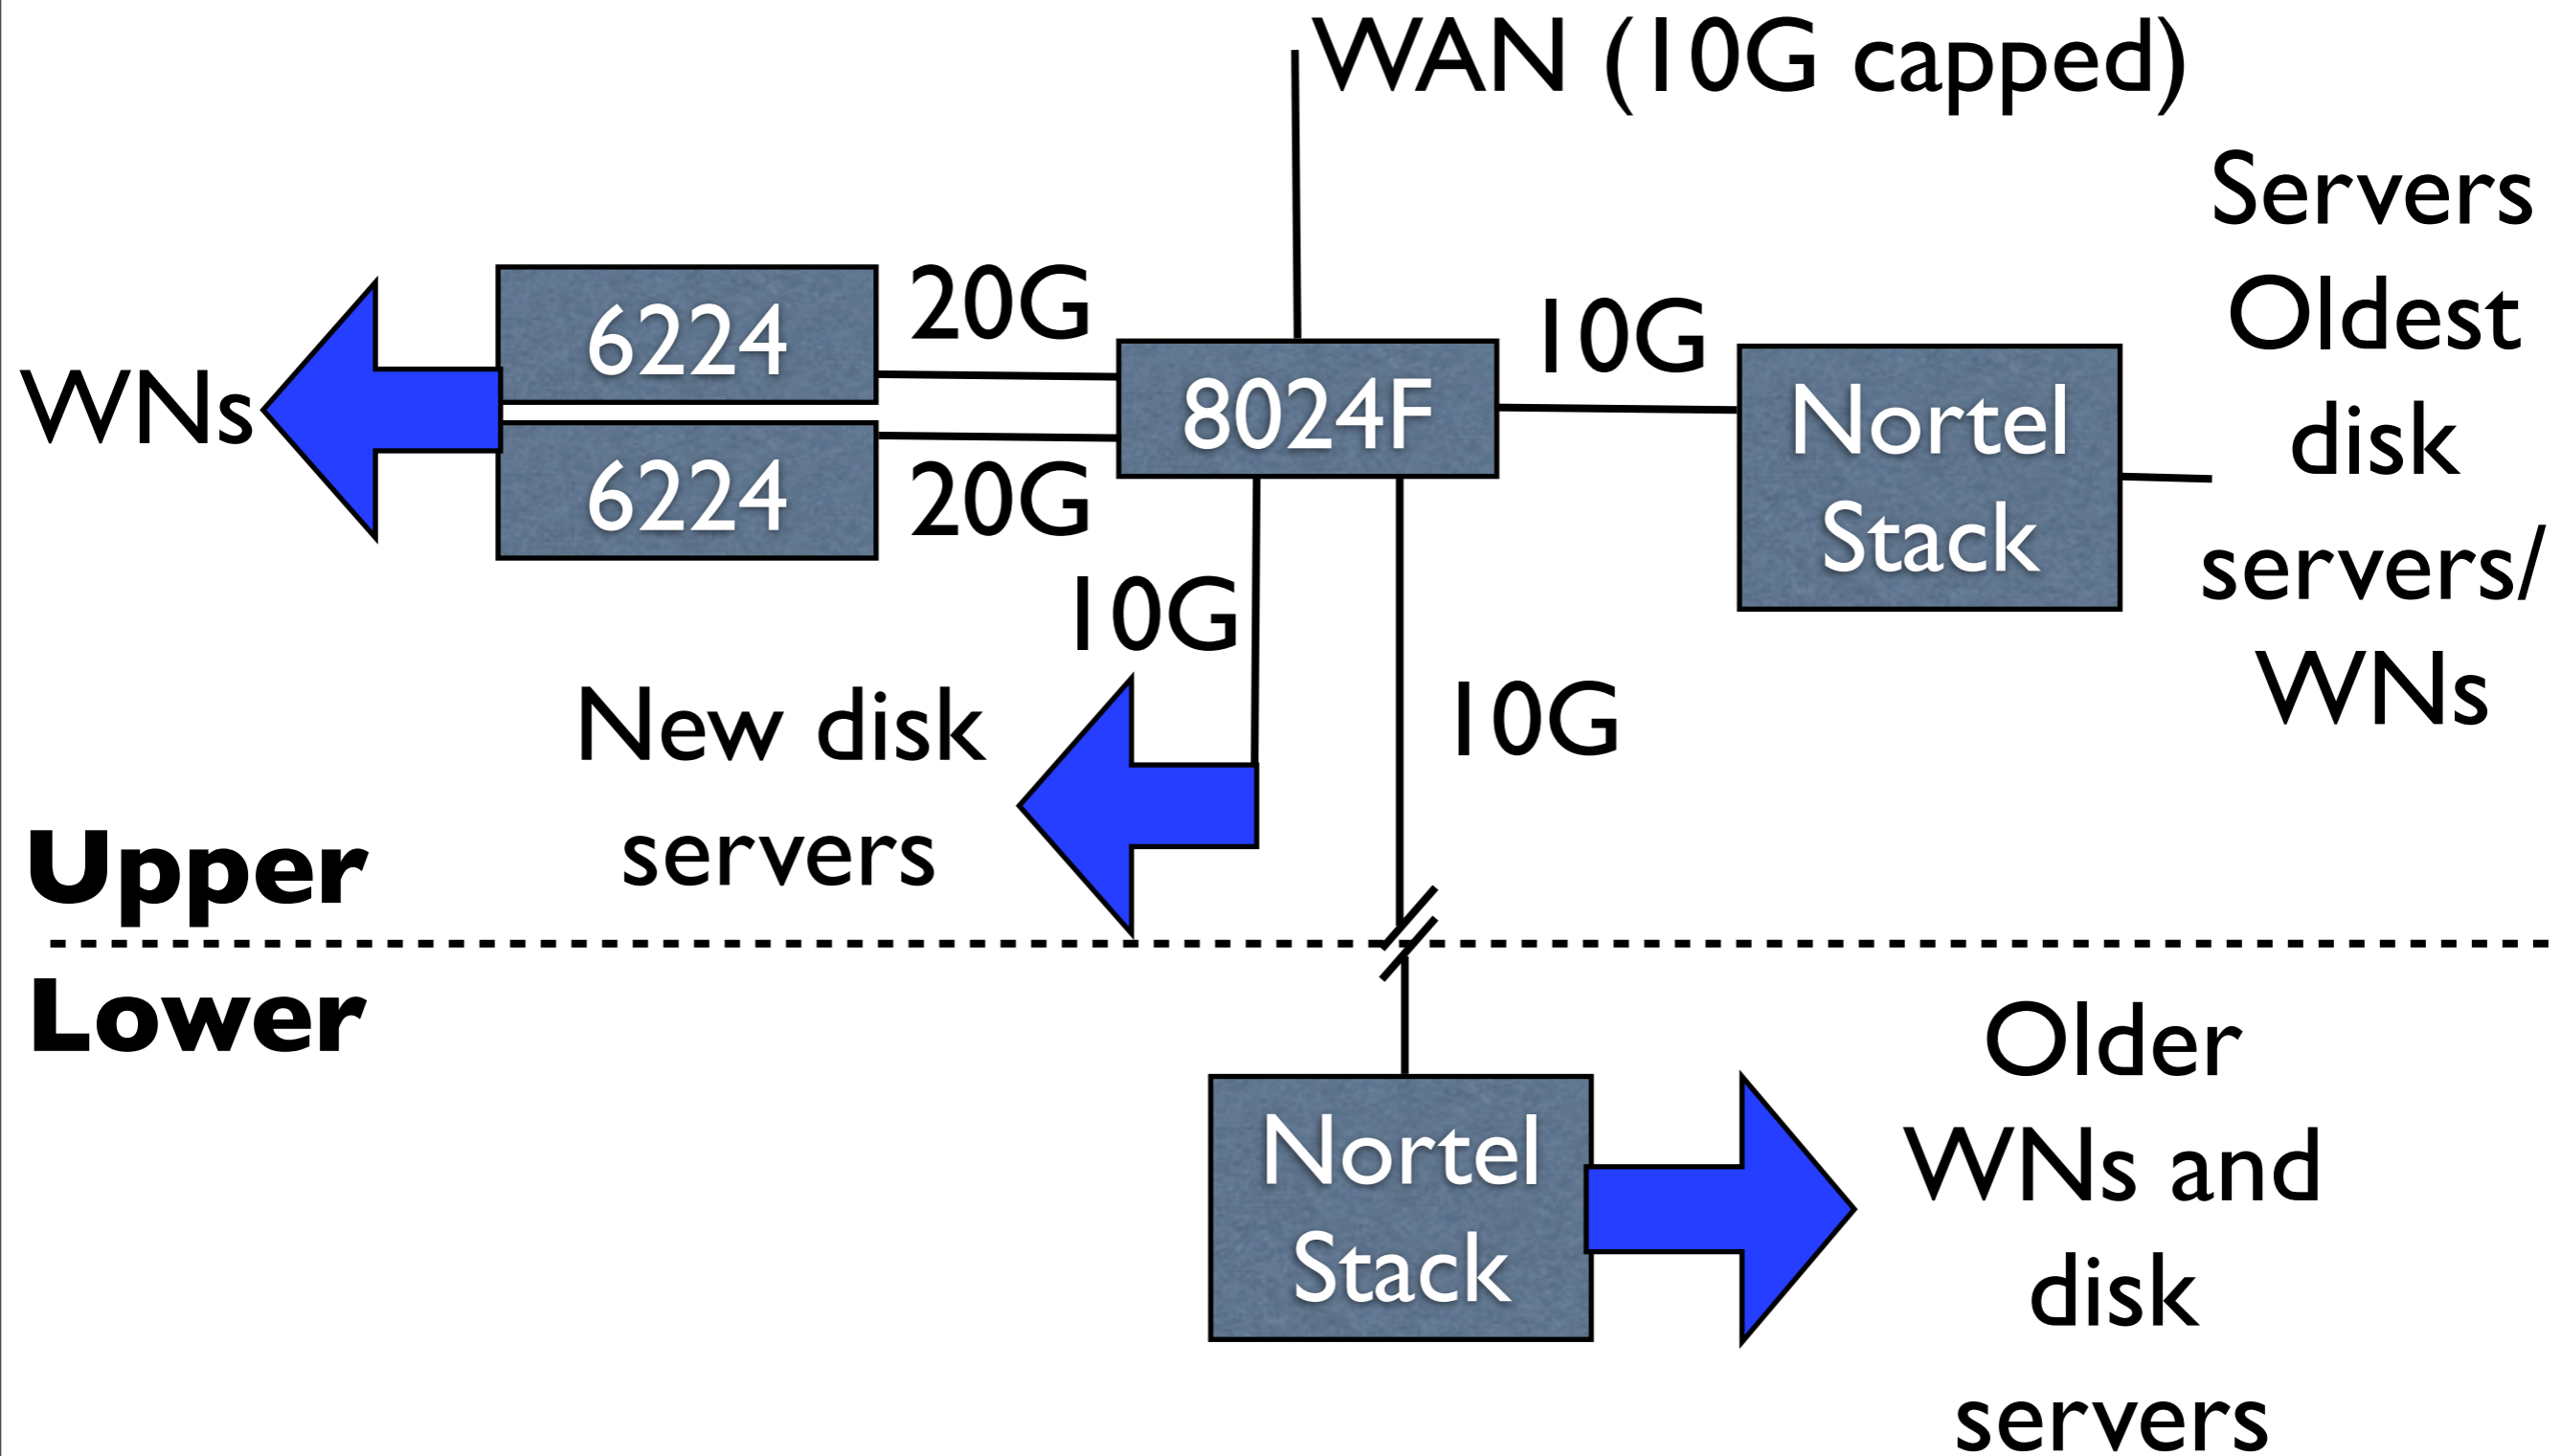 WAN (10G capped)
Servers
Oldest
disk
servers/
WNs
WNs
6224
6224
20G
20G
8024F
10G
Nortel
Stack
10G
New disk
servers
10G
Upper
Lower
Nortel
Stack
Older
WNs and
disk
servers